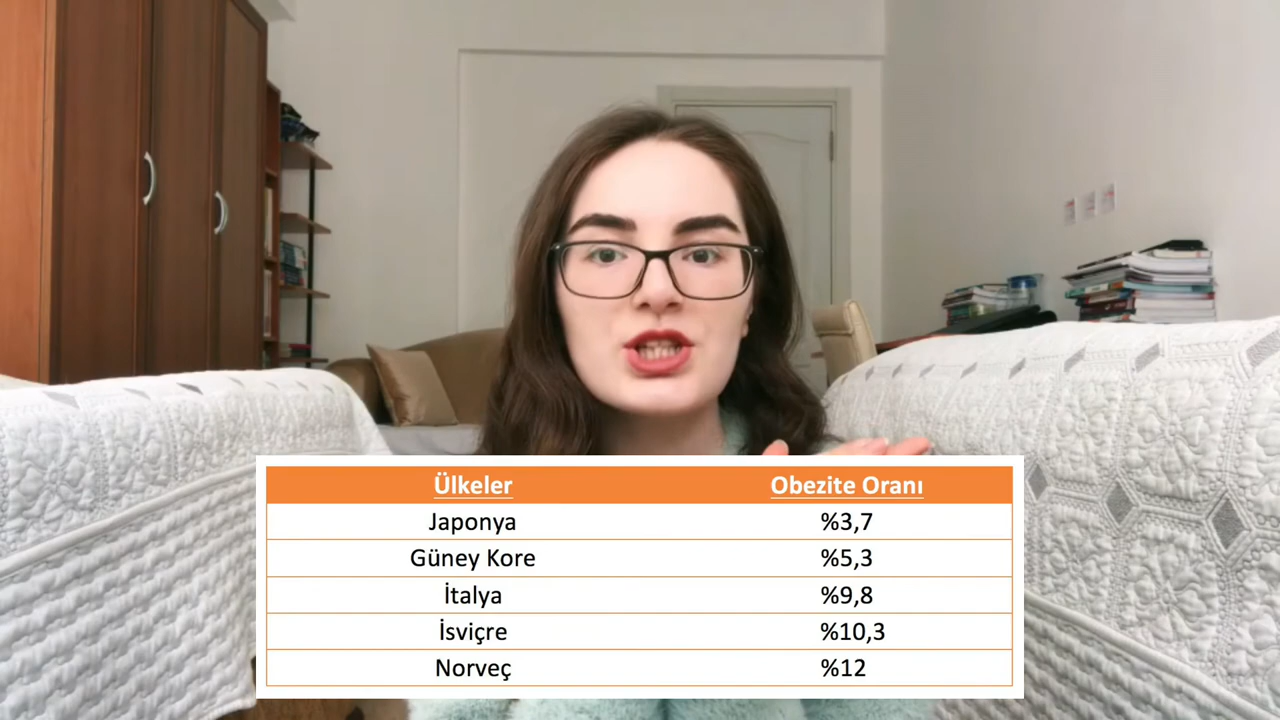 Ülkeler Obezite Oranı
Japonya %3,7
Güney Kore %5,3
İtalya %9,8
İsviçre %10,3
Norveç %12